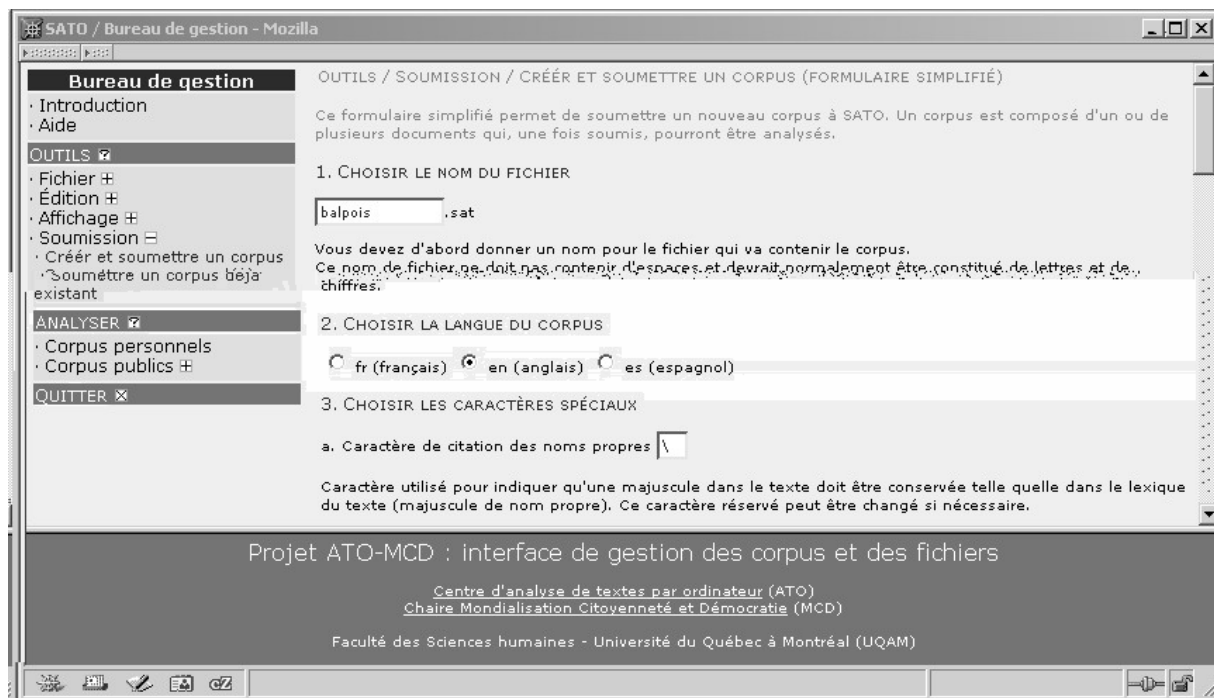 SATO / Bureau de gestion - Mozilla
Bureau de gestion
· Introduction
· Aide
OUTILS ?
· Fichier
· Édition
· Affichage
· Soumission
· Créér et soumettre un corpus
· Soumettre un corpus déja
existant
ANALYSER ?
· Corpus personnels
· Corpus publics
QUITTER
OUTILS / SOUMISSION / CRÉÉR ET SOUMETTRE UN CORPUS (FORMULAIRE SIMPLIFIÉ)
Ce formulaire simplifié permet de soumettre un nouveau corpus à SATO. Un corpus est composé d'un ou de
plusieurs documents qui, une fois soumis, pourront être analysés.
1. CHOISIR LE NOM DU FICHIER
balpois .sat
Vous devez d'abord donner un nom pour le fichier qui va contenir le corpus.
Ce nom de fichier ne doit pas contenir d'espaces et devrait normalement être constitué de lettres et de
chiffres.
2. CHOISIR LA LANGUE DU CORPUS
fr (français) en (anglais) es (espagnol)
3. CHOISIR LES CARACTÈRES SPÉCIAUX
a. Caractère de citation des noms propres \
Caractère utilisé pour indiquer qu'une majuscule dans le texte doit être conservée telle quelle dans le lexique
du texte (majuscule de nom propre). Ce caractère réservé peut être changé si nécessaire.
Projet ATO-MCD : interface de gestion des corpus et des fichiers
Centre d'analyse de textes par ordinateur (ATO)
Chaire Mondialisation Citoyenneté et Démocratie (MCD)
Faculté des Sciences humaines - Université du Québec à Montréal (UQAM)